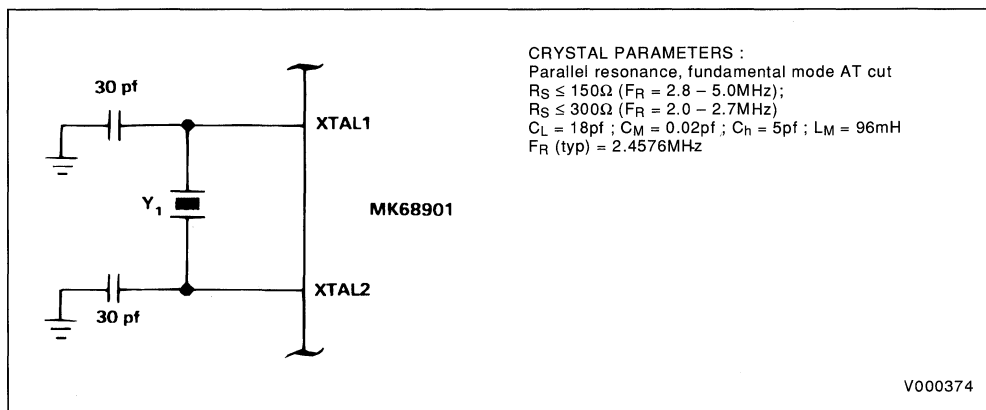 30 pf
XTAL1
Y1
MK68901
XTAL2
30 pf
CRYSTAL PARAMETERS :
Parallel resonance, fundamental mode AT cut
RS ≤ 150Ω (FR = 2.8 – 5.0MHz);
RS ≤ 300Ω (FR = 2.0 – 2.7MHz)
CL = 18pf ; CM = 0.02pf ; Ch = 5pf ; LM = 96mH
FR (typ) = 2.4576MHz
V000374